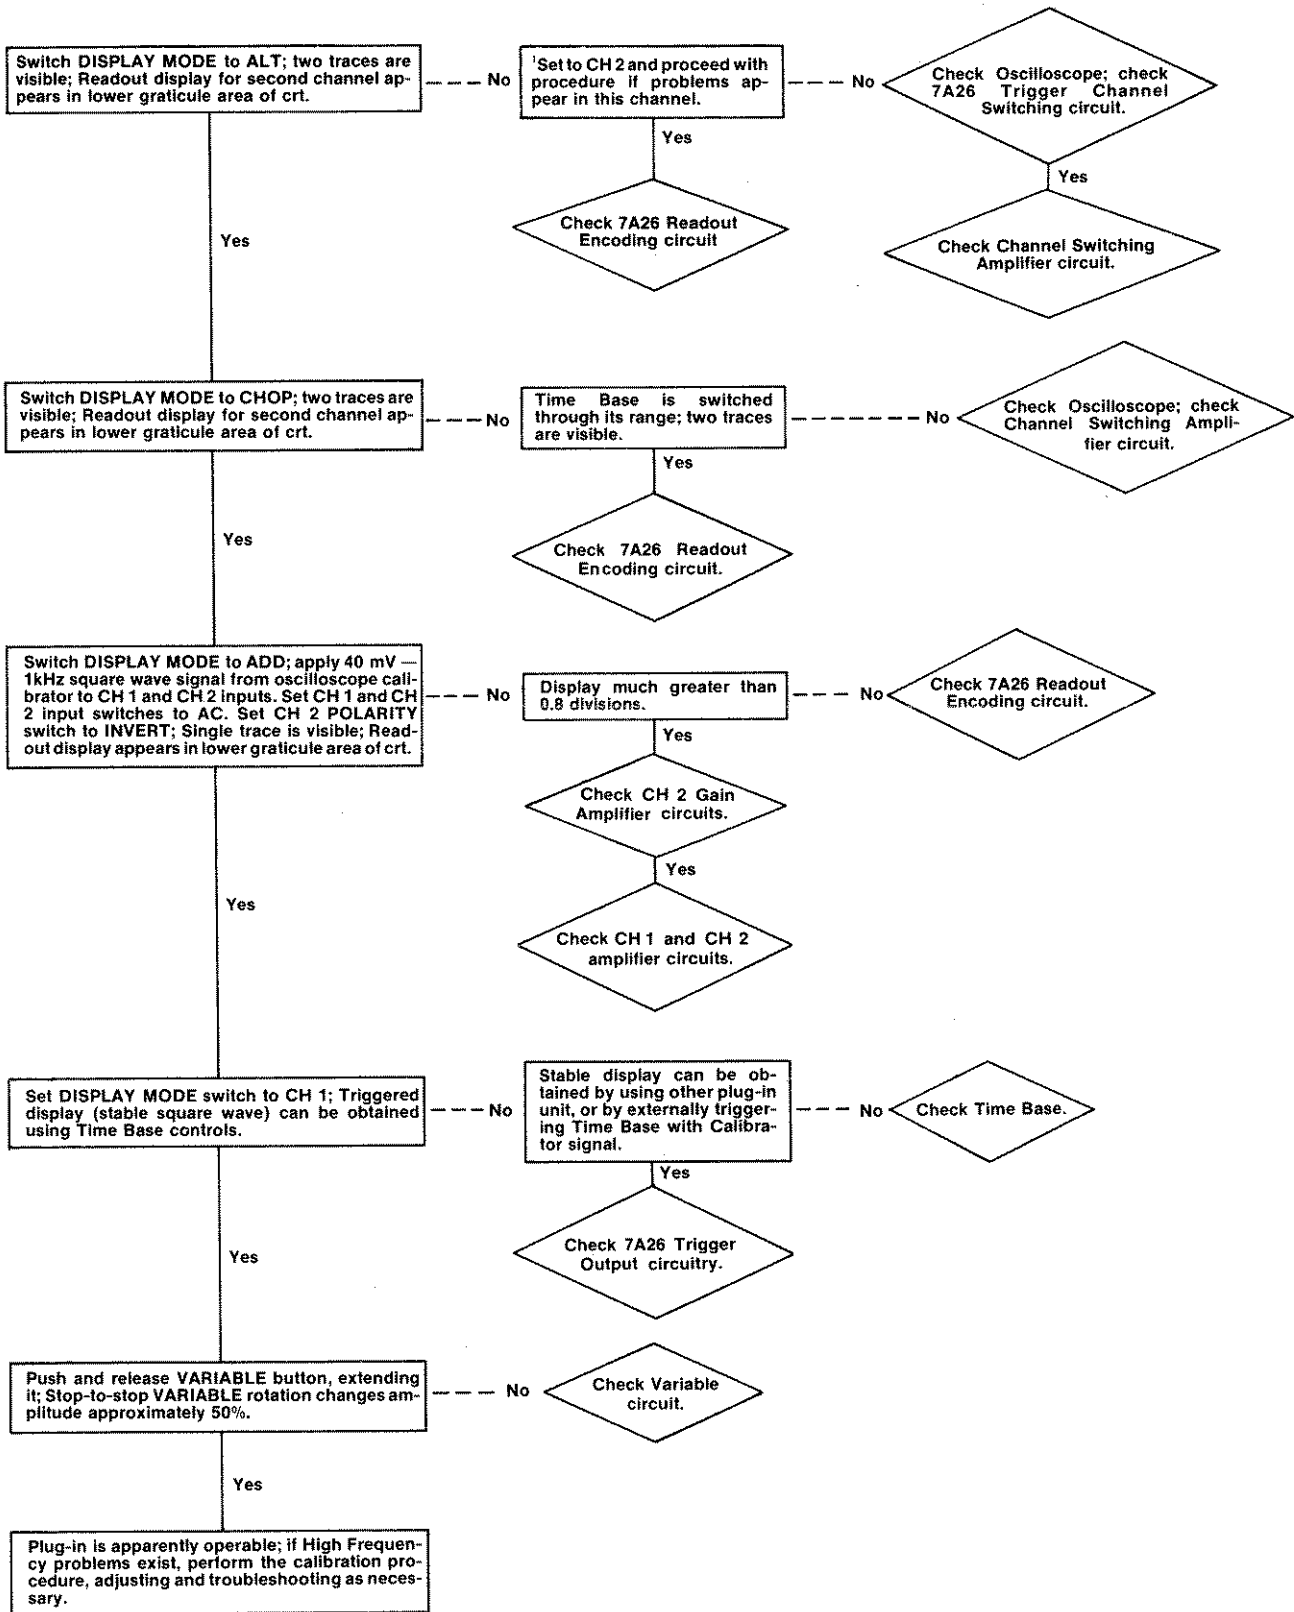 Switch DISPLAY MODE to ALT; two traces are
visible; Readout display for second channel ap-
pears in lower graticule area of crt.
No
¹Set to CH 2 and proceed with
procedure if problems ap-
pear in this channel.
No
Check Oscilloscope; check
7A26 Trigger Channel
Switching circuit.
Yes
Yes
Check 7A26 Readout
Encoding circuit
Check Channel Switching
Amplifier circuit.
Yes
Switch DISPLAY MODE to CHOP; two traces are
visible; Readout display for second channel ap-
pears in lower graticule area of crt.
No
Time Base is switched
through its range; two traces
are visible.
No
Check Oscilloscope; check
Channel Switching Ampli-
fier circuit.
Yes
Check 7A26 Readout
Encoding circuit.
Yes
Switch DISPLAY MODE to ADD; apply 40 mV —
1kHz square wave signal from oscilloscope cali-
brator to CH 1 and CH 2 inputs. Set CH 1 and CH
2 input switches to AC. Set CH 2 POLARITY
switch to INVERT; Single trace is visible; Read-
out display appears in lower graticule area of crt.
No
Display much greater than
0.8 divisions.
No
Check 7A26 Readout
Encoding circuit.
Yes
Check CH 2 Gain
Amplifier circuits.
Yes
Check CH 1 and CH 2
amplifier circuits.
Yes
Set DISPLAY MODE switch to CH 1; Triggered
display (stable square wave) can be obtained
using Time Base controls.
No
Stable display can be ob-
tained by using other plug-in
unit, or by externally trigger-
ing Time Base with Calibra-
tor signal.
No
Check Time Base.
Yes
Check 7A26 Trigger
Output circuitry.
Yes
Push and release VARIABLE button, extending
it; Stop-to-stop VARIABLE rotation changes am-
plitude approximately 50%.
No
Check Variable
circuit.
Yes
Plug-in is apparently operable; if High Frequen-
cy problems exist, perform the calibration pro-
cedure, adjusting and troubleshooting as neces-
sary.